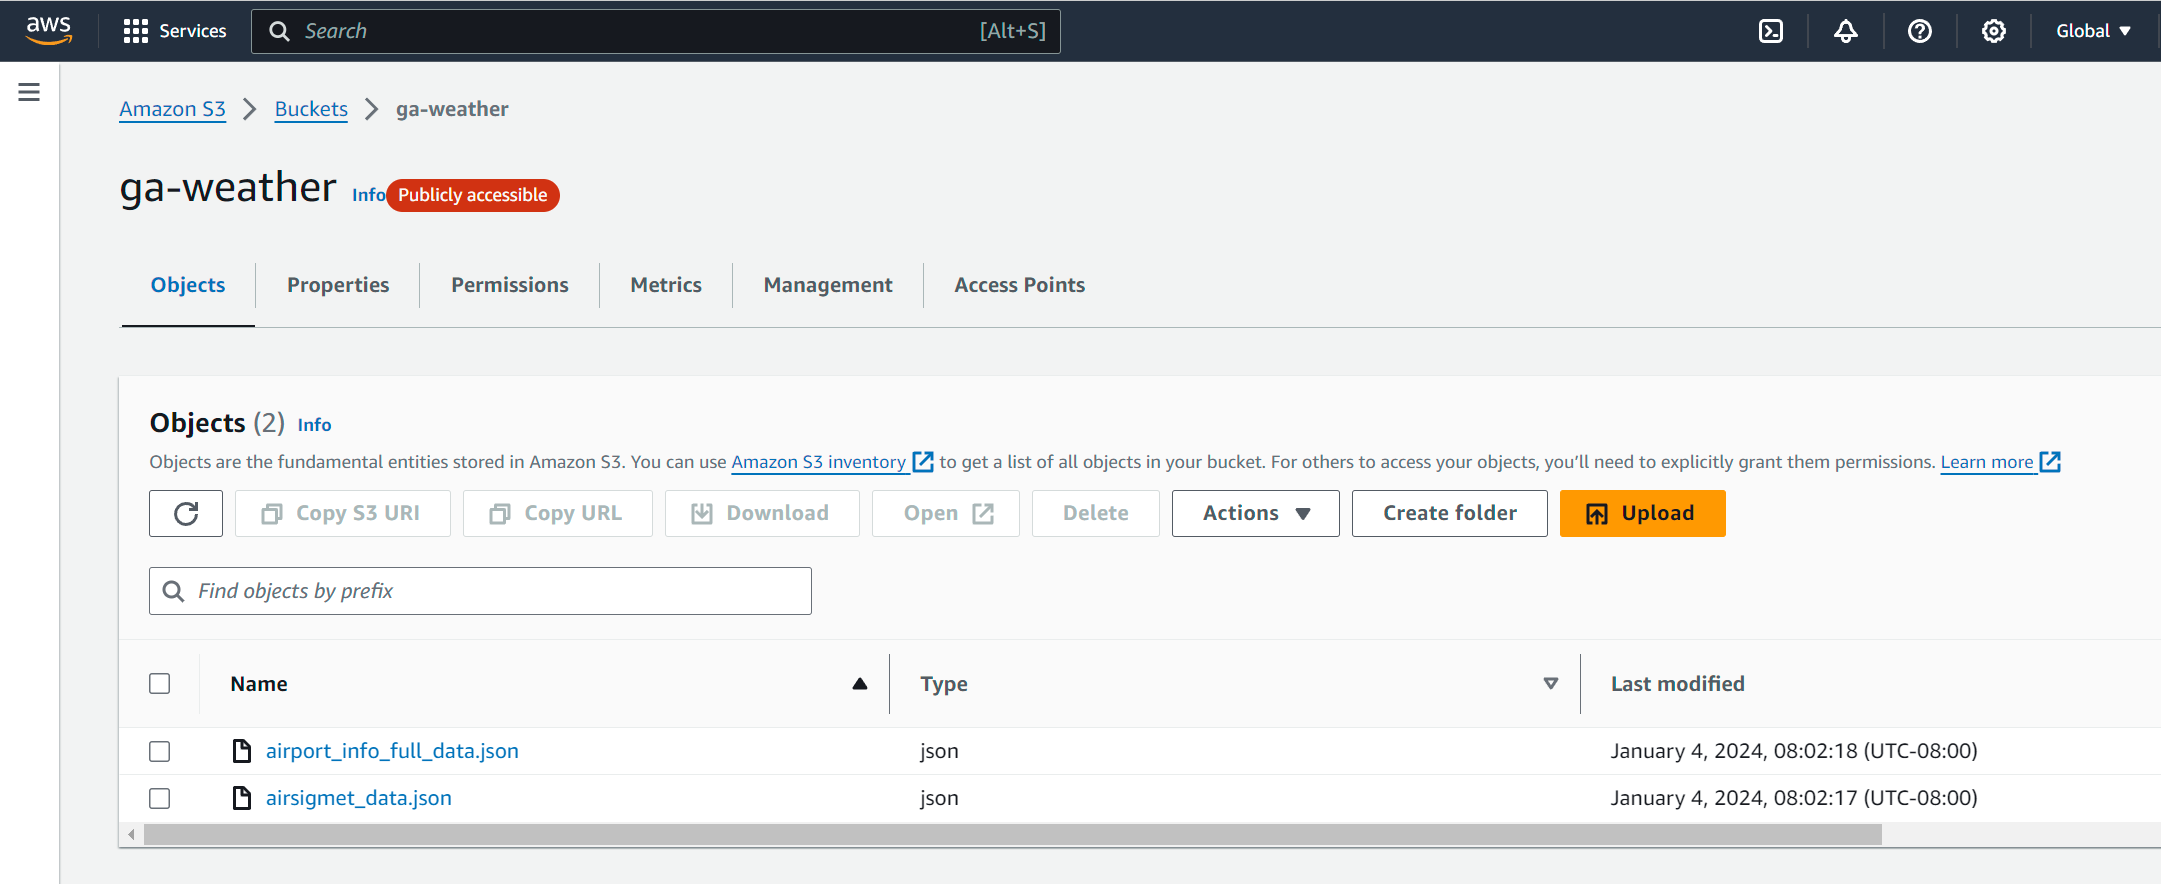 aws Services Search [Alt+S] Global
Amazon S3 Buckets ga-weather
ga-weather Info Publicly accessible
Objects Properties Permissions Metrics Management Access Points
Objects (2) Info
Objects are the fundamental entities stored in Amazon S3. You can use Amazon S3 inventory to get a list of all objects in your bucket. For others to access your objects, you'll need to explicitly grant them permissions. Learn more
Copy S3 URI Copy URL Download Open Delete Actions Create folder Upload
Find objects by prefix
Name Type Last modified
airport_info_full_data.json json January 4, 2024, 08:02:18 (UTC-08:00)
airsigmet_data.json json January 4, 2024, 08:02:17 (UTC-08:00)